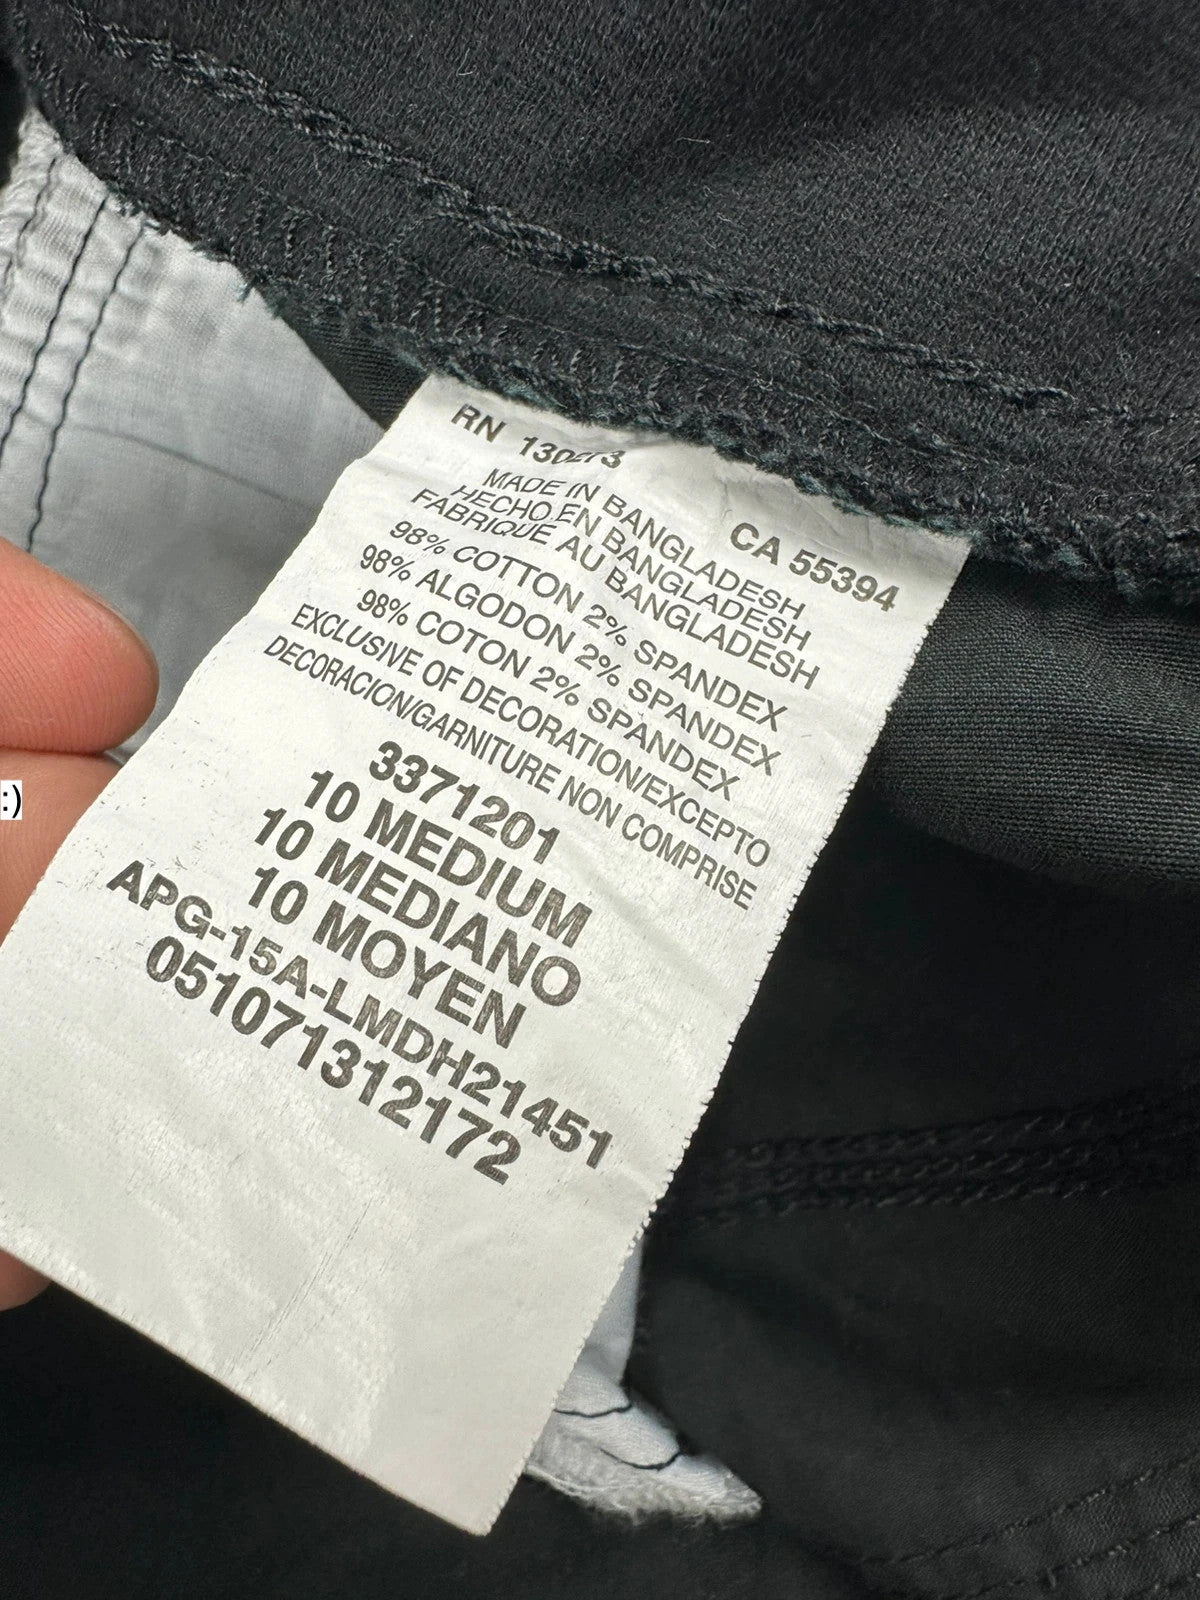 RN
CA 55394
MADE IN BANGLADESH
HECHO EN BANGLADESH
FABRIQUE AU BANGLADESH
98% COTTON 2% SPANDEX
98% ALGODON 2% SPANDEX
98% COTON 2% SPANDEX
EXCLUSIVE OF DECORATION/EXCEPTO
DECORACION/GARNITURE NON COMPRISE
3371201
10 MEDIUM
10 MEDIANO
10 MOYEN
APG-15A-LMDH21451
051071312172
:)